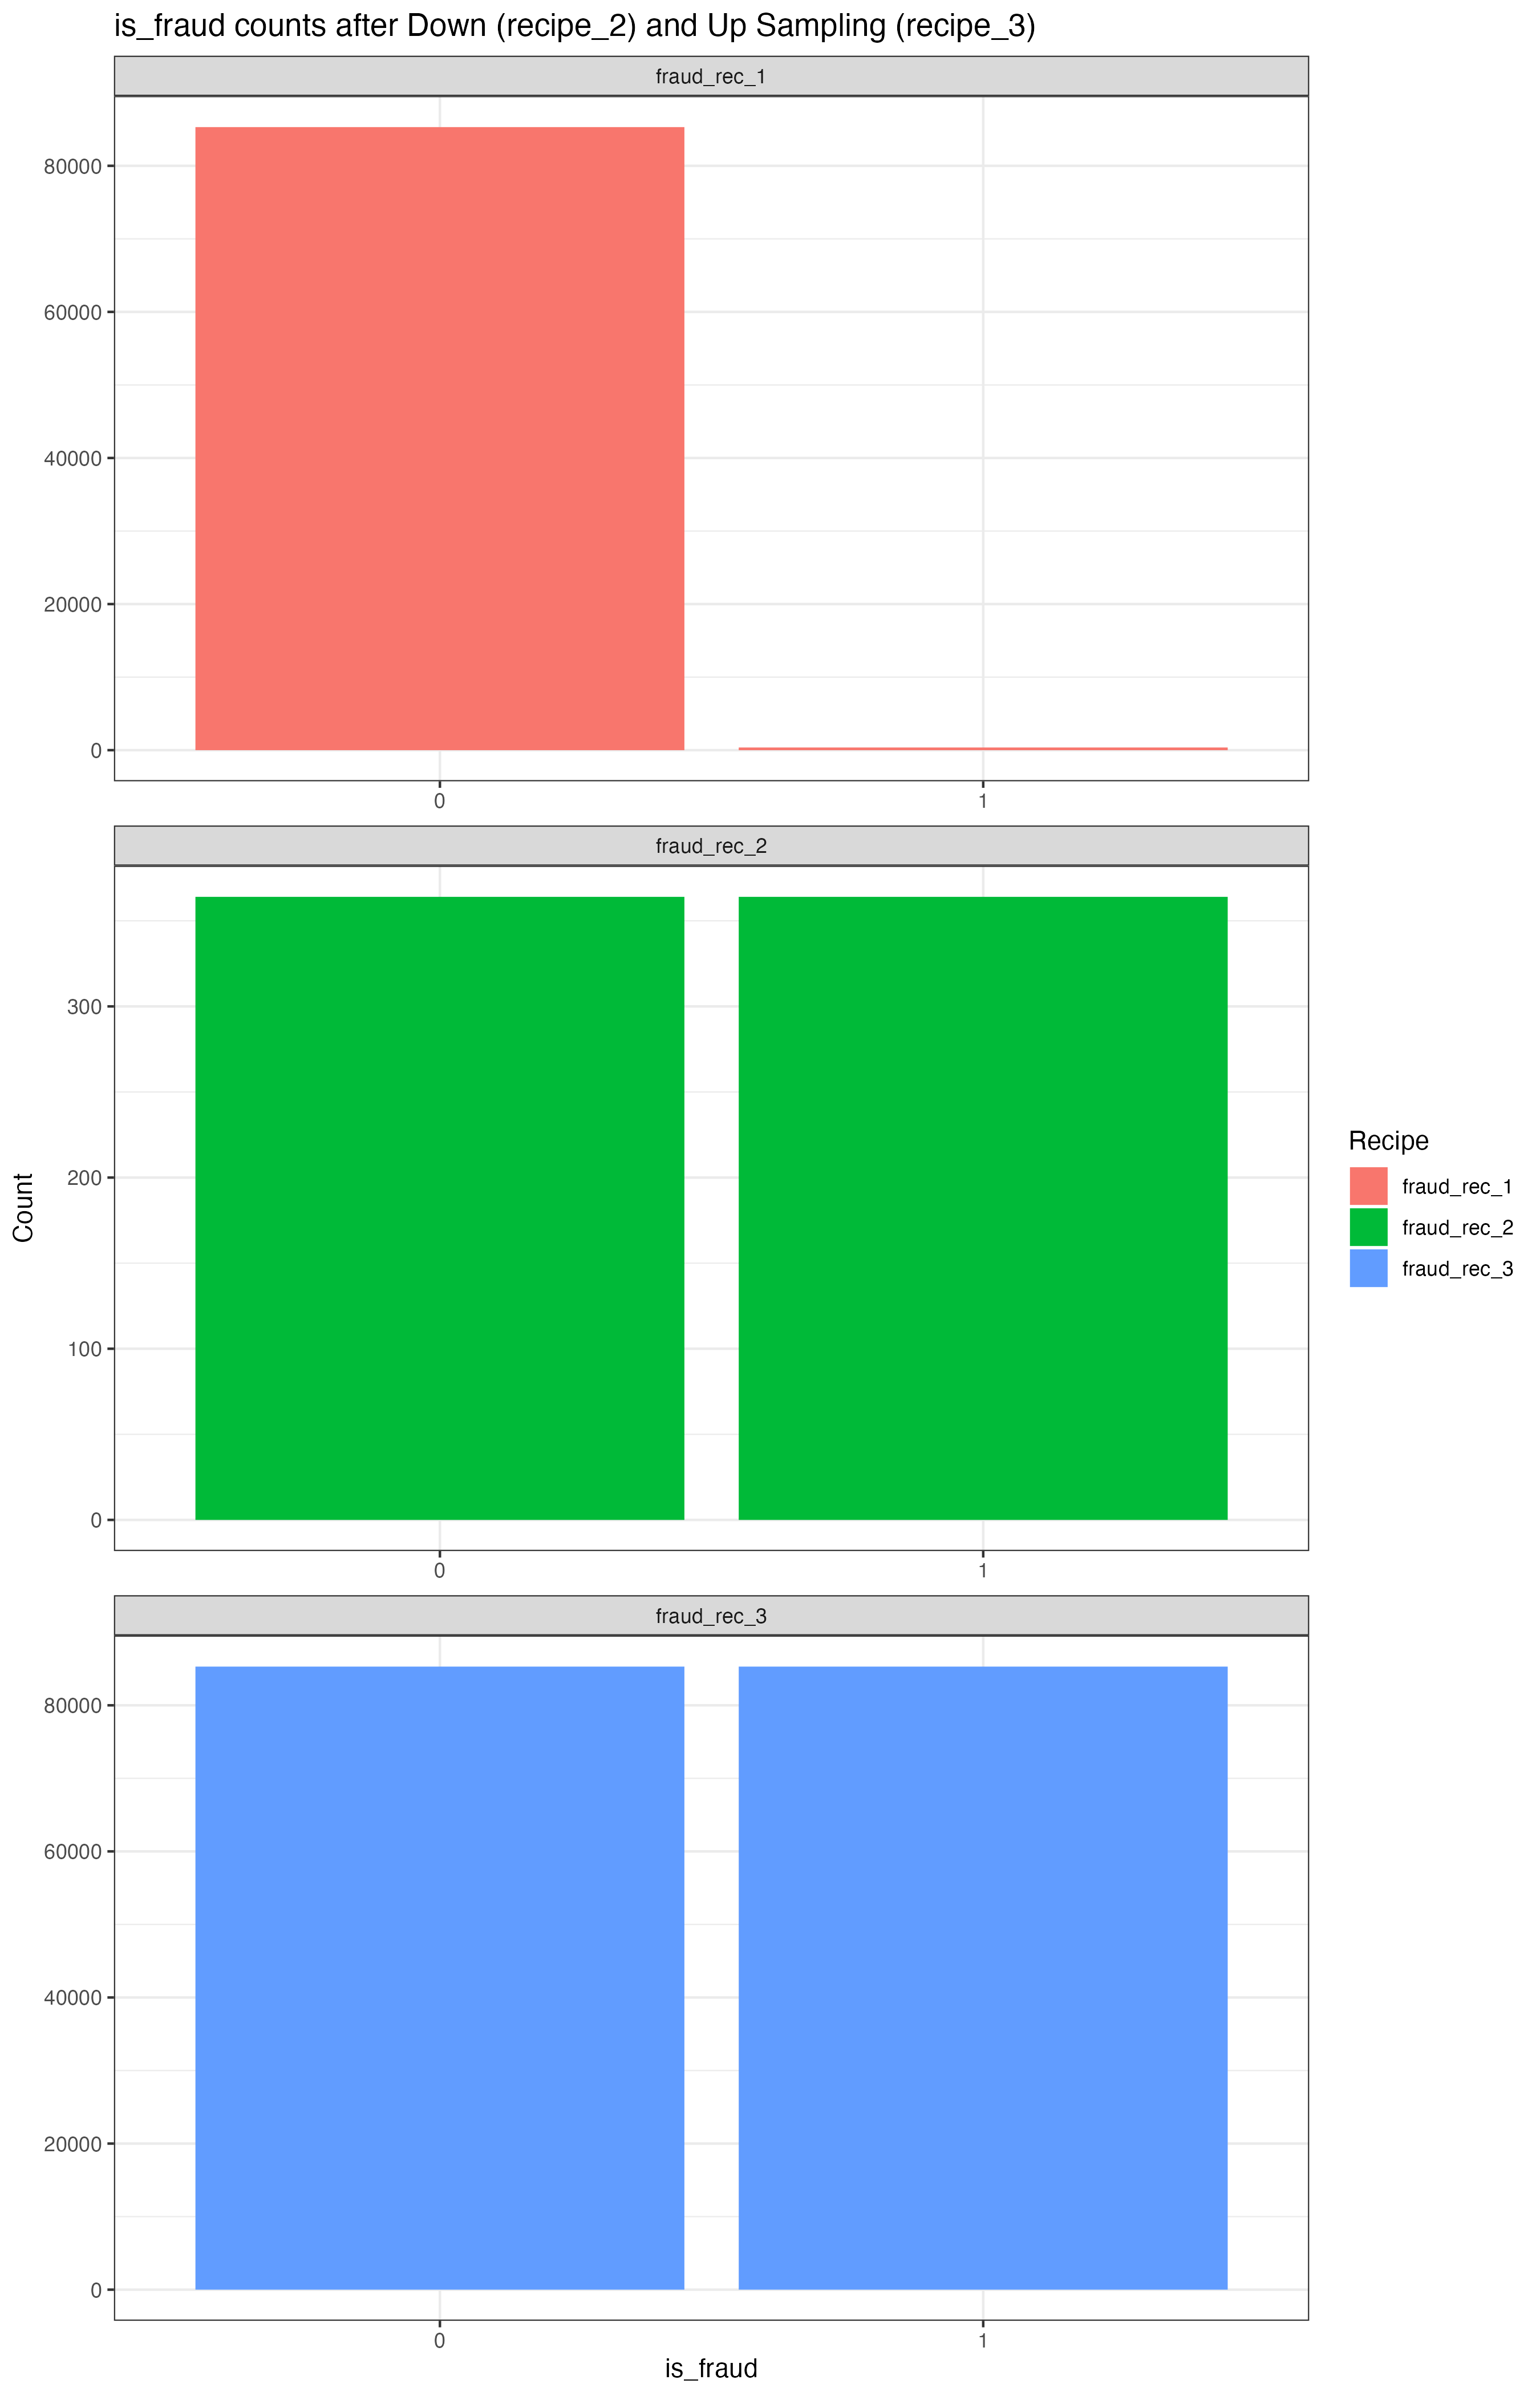 is_fraud counts after Down (recipe_2) and Up Sampling (recipe_3)
fraud_rec_1
80000
60000
40000
20000
0
0 1
fraud_rec_2
300
200
100
0
0 1
fraud_rec_3
80000
60000
40000
20000
0
0 1
is_fraud
Count
Recipe
fraud_rec_1
fraud_rec_2
fraud_rec_3